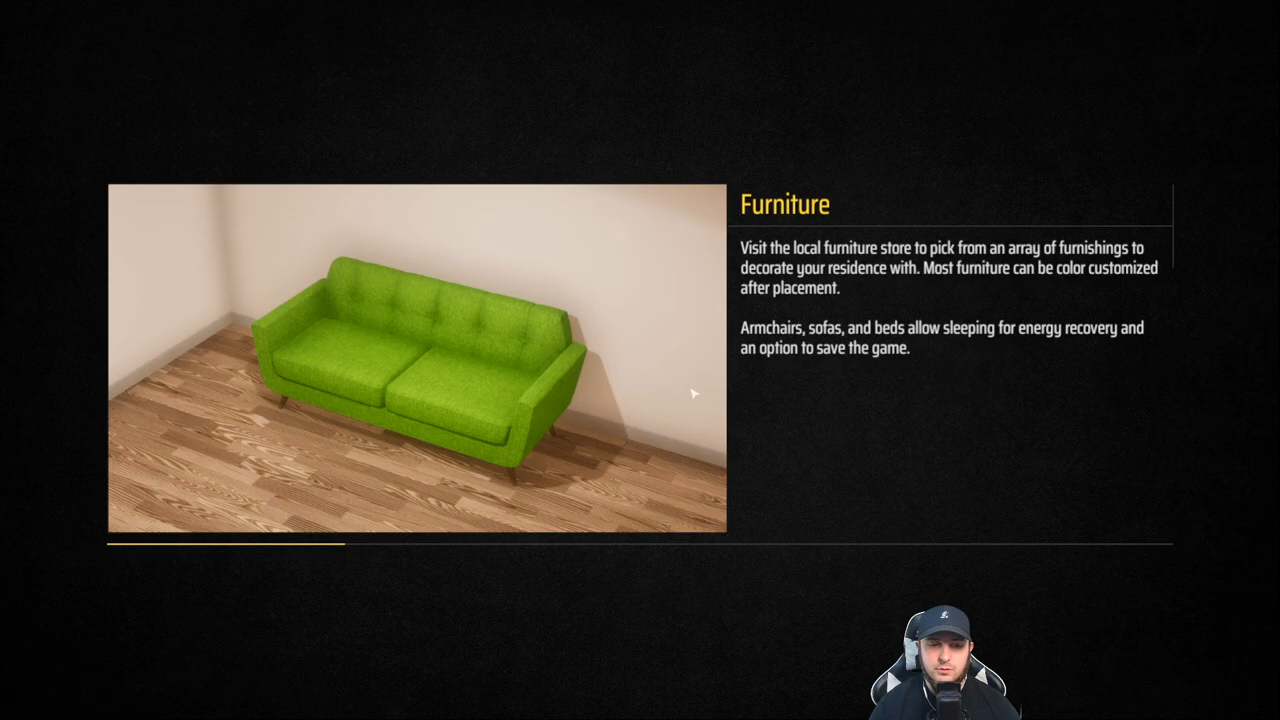 Furniture
Visit the local furniture store to pick from an array of furnishings to
decorate your residence with. Most furniture can be color customized
after placement.
Armchairs, sofas, and beds allow sleeping for energy recovery and
an option to save the game.